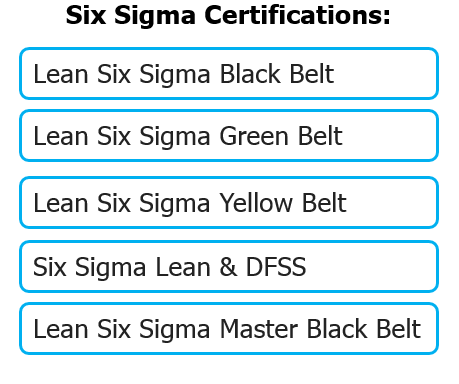 Six Sigma Certifications:
Lean Six Sigma Black Belt
Lean Six Sigma Green Belt
Lean Six Sigma Yellow Belt
Six Sigma Lean & DFSS
Lean Six Sigma Master Black Belt